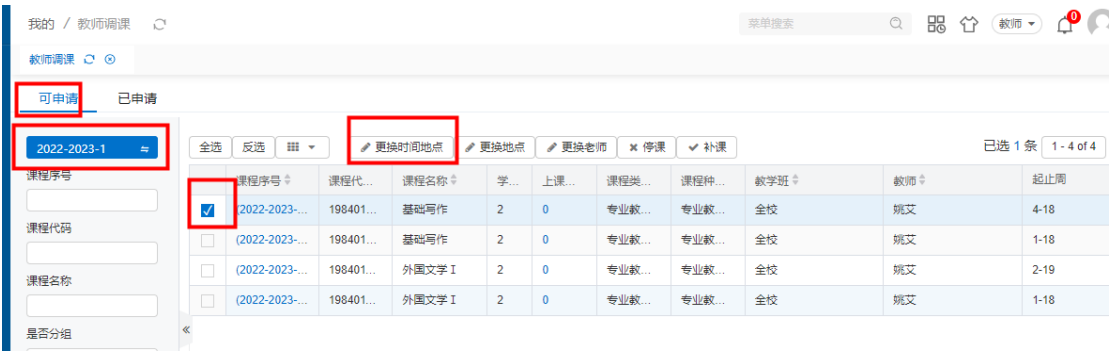 我的 / 教师调课
菜单搜索
教师
0
教师调课
可申请 已申请
2022-2023-1
全选 反选 更换时间地点 更换地点 更换老师 停课 补课 已选 1 条 1 - 4 of 4
课程序号 课程代... 课程名称 学... 上课... 课程类... 课程种... 教学班 教师 起止周
(2022-2023-... 198401... 基础写作 2 0 专业教... 专业教... 全校 姚艾 4-18
(2022-2023-... 198401... 基础写作 2 0 专业教... 专业教... 全校 姚艾 1-18
(2022-2023-... 198401... 外国文学 I 2 0 专业教... 专业教... 全校 姚艾 2-19
(2022-2023-... 198401... 外国文学 I 2 0 专业教... 专业教... 全校 姚艾 1-18
课程序号
课程代码
课程名称
是否分组